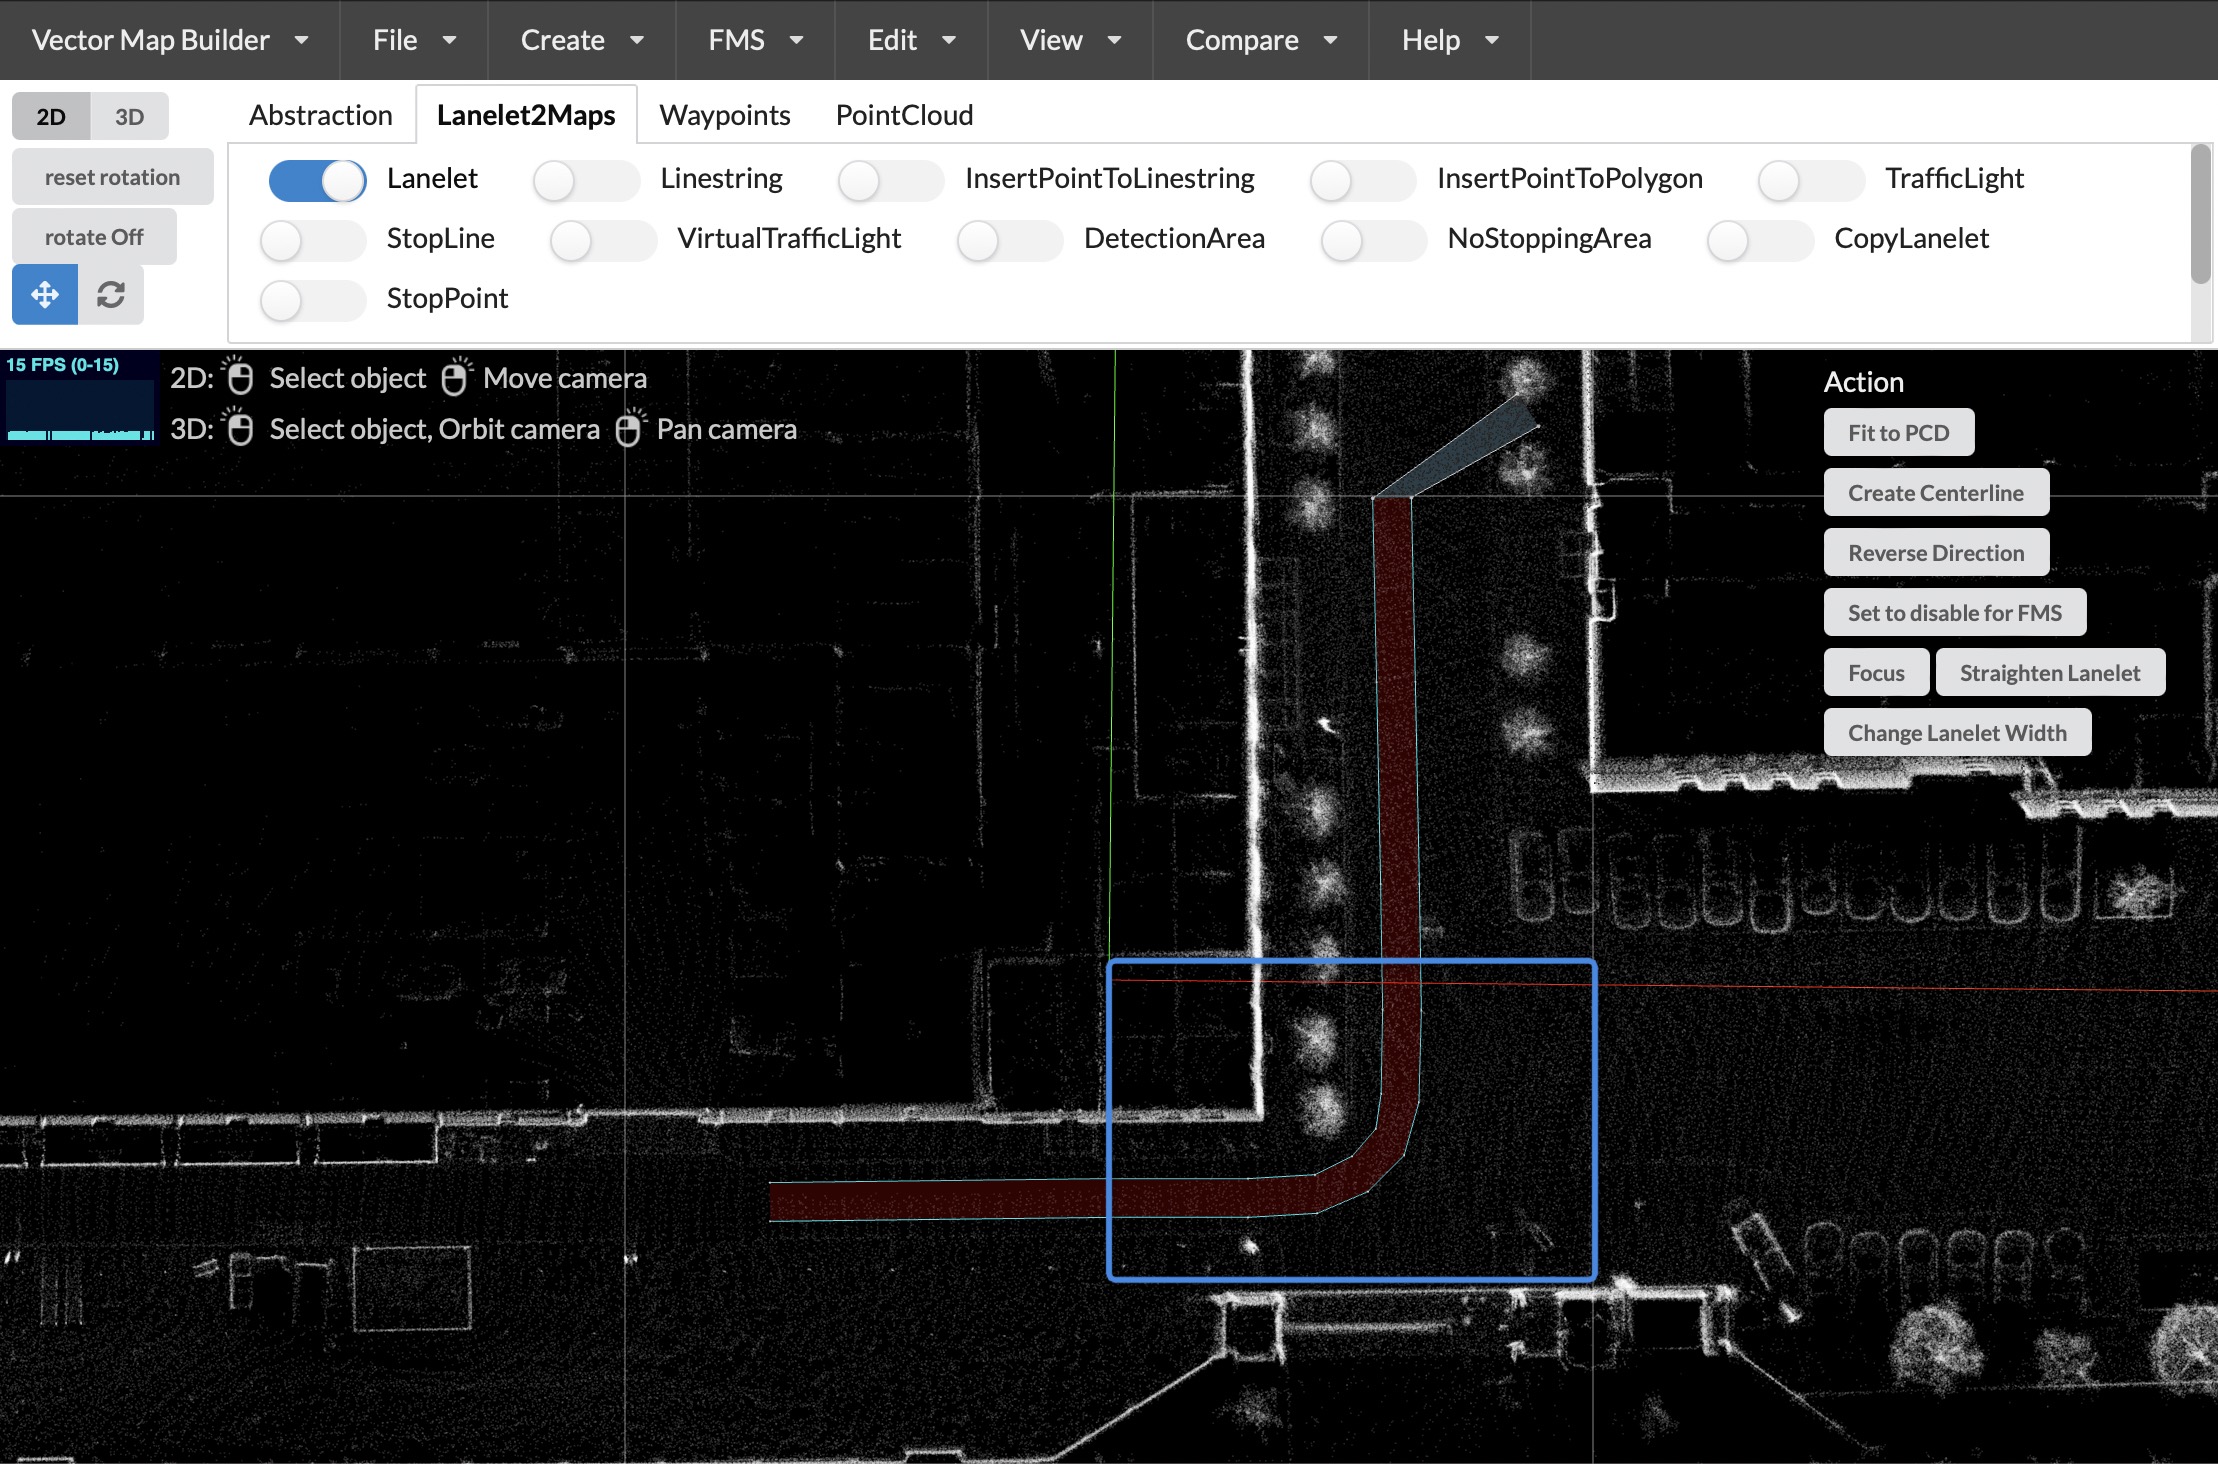 Vector Map Builder File Create FMS Edit View Compare Help
2D 3D
Abstraction Lanelet2Maps Waypoints PointCloud
reset rotation
Lanelet Linestring InsertPointToLinestring InsertPointToPolygon TrafficLight
rotate Off
StopLine VirtualTrafficLight DetectionArea NoStoppingArea CopyLanelet
StopPoint
15 FPS (0-15)
2D: Select object Move camera
3D: Select object, Orbit camera Pan camera
Action
Fit to PCD
Create Centerline
Reverse Direction
Set to disable for FMS
Focus Straighten Lanelet
Change Lanelet Width